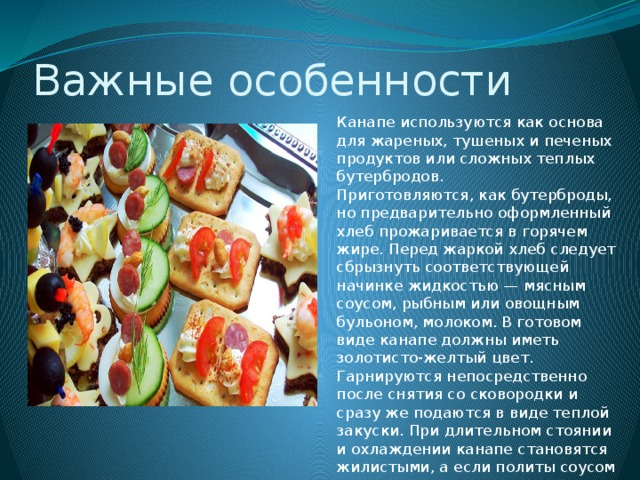 Важные особенности
Канапе используются как основа
для жареных, тушеных и печеных
продуктов или сложных теплых
бутербродов.
Приготовляются, как бутерброды,
но предварительно оформленный
хлеб прожаривается в горячем
жире. Перед жаркой хлеб следует
сбрызнуть соответствующей
начинке жидкостью — мясным
соусом, рыбным или овощным
бульоном, молоком. В готовом
виде канапе должны иметь
золотисто-желтый цвет.
Гарнируются непосредственно
после снятия со сковородки и
сразу же подаются в виде теплой
закуски. При длительном стоянии
и охлаждении канапе становятся
жилистыми, а если политы соусом